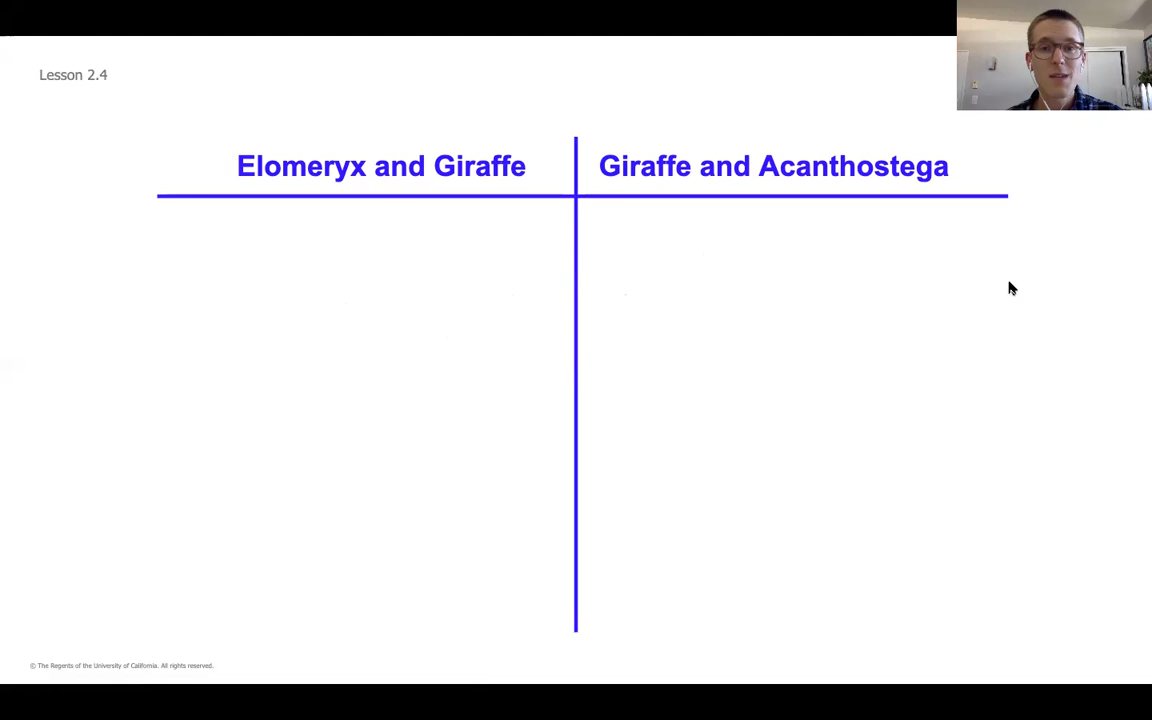 Lesson 2.4
Elomeryx and Giraffe
Giraffe and Acanthostega
© The Regents of the University of California. All rights reserved.